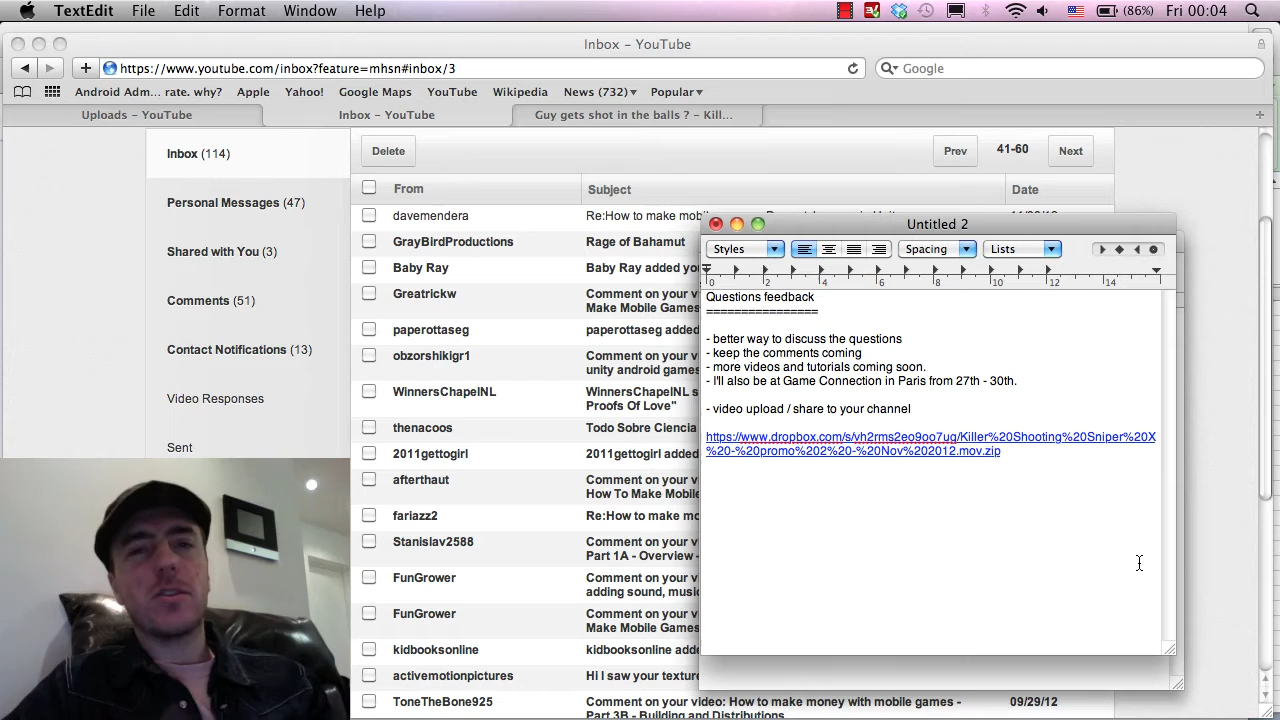 TextEdit File Edit Format Window Help (86%) Fri 00:04
Inbox – YouTube
https://www.youtube.com/inbox?feature=mhsn#inbox/3 Google
Android Adm... rate. why? Apple Yahoo! Google Maps YouTube Wikipedia News (732) Popular
Uploads – YouTube Inbox – YouTube Guy gets shot in the balls ? – Kill...
Inbox (114)
Personal Messages (47)
Shared with You (3)
Comments (51)
Contact Notifications (13)
Video Responses
Sent
Delete Prev 41-60 Next
From Subject Date
davemendera Re:How to make mob
GrayBirdProductions Rage of Bahamut
Baby Ray Baby Ray added you
Greatrickw Comment on your v
Make Mobile Games
paperottaseg paperottaseg added
obzorshikigr1 Comment on your v
unity android games
WinnersChapelNL WinnersChapelNL s
Proofs Of Love"
thenacoos Todo Sobre Ciencia
2011gettogirl 2011gettogirl added
afterthaut Comment on your v
How To Make Mobile
fariazz2 Re:How to make mo
Stanislav2588 Comment on your v
Part 1A - Overview -
FunGrower Comment on your v
adding sound, music
FunGrower Comment on your v
Make Mobile Games
kidbooksonline kidbooksonline adde
activemotionpictures Hi I saw your texture
ToneTheBone925 Comment on your video: How to make money with mobile games - 09/29/12
Part 3B - Building and Distributions
Untitled 2
Styles Spacing Lists
0 2 4 6 8 10 12 14
Questions feedback
================
- better way to discuss the questions
- keep the comments coming
- more videos and tutorials coming soon.
- I'll also be at Game Connection in Paris from 27th - 30th.
- video upload / share to your channel
https://www.dropbox.com/s/vh2rms2eo9oo7ug/Killer%20Shooting%20Sniper%20X
%20-%20promo%202%20-%20Nov%202012.mov.zip